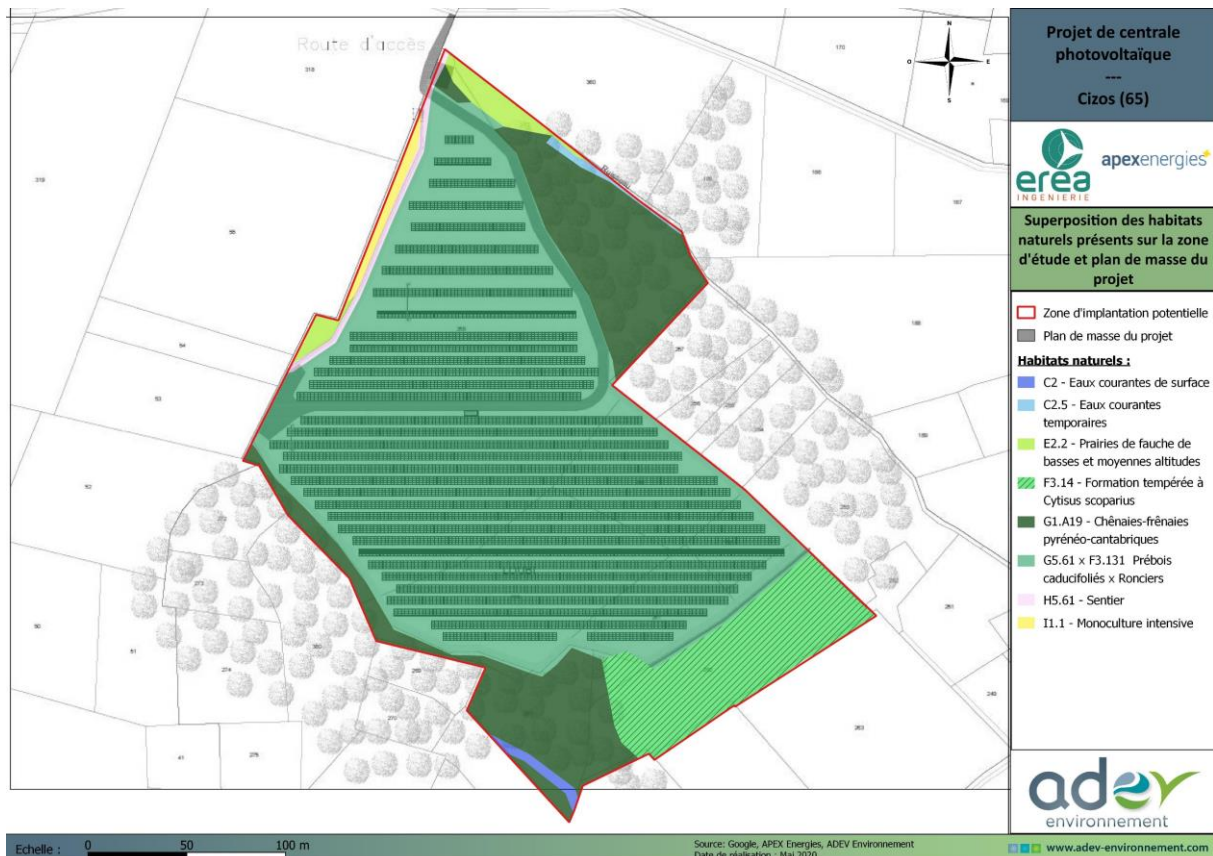 Route d'accès
N
O
E
S
Projet de centrale
photovoltaïque
---
Cizos (65)
erea
INGENIERIE
apexenergies
Superposition des habitats
naturels présents sur la zone
d'étude et plan de masse du
projet
Zone d'implantation potentielle
Plan de masse du projet
Habitats naturels :
C2 - Eaux courantes de surface
C2.5 - Eaux courantes
temporaires
E2.2 - Prairies de fauche de
basses et moyennes altitudes
F3.14 - Formation tempérée à
Cytisus scoparius
G1.A19 - Chênaies-frênaies
pyrénéo-cantabriques
G5.61 x F3.131 Prébois
caducifoliés x Ronciers
H5.61 - Sentier
I1.1 - Monoculture intensive
adev
environnement
www.adev-environnement.com
Echelle :
0
50
100 m
Source: Google, APEX Energies, ADEV Environnement
Date de réalisation : Mai 2020